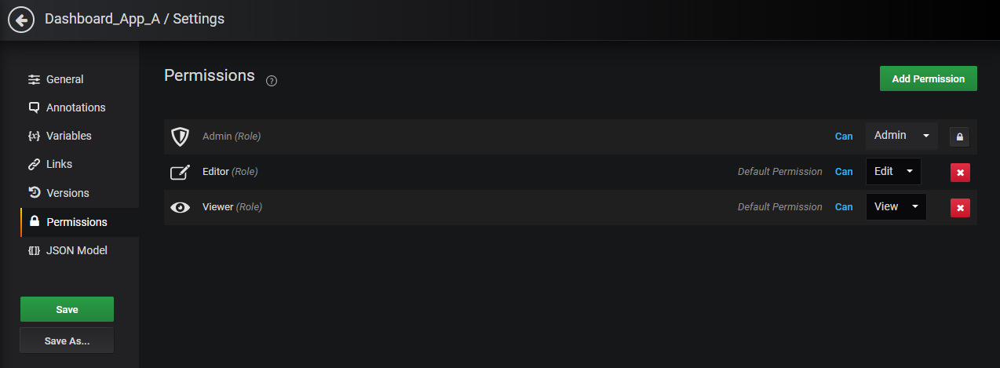 Dashboard_App_A / Settings
General
Annotations
Variables
Links
Versions
Permissions
JSON Model
Save
Save As...
Permissions ?
Add Permission
Admin (Role) Can Admin
Editor (Role) Default Permission Can Edit
Viewer (Role) Default Permission Can View